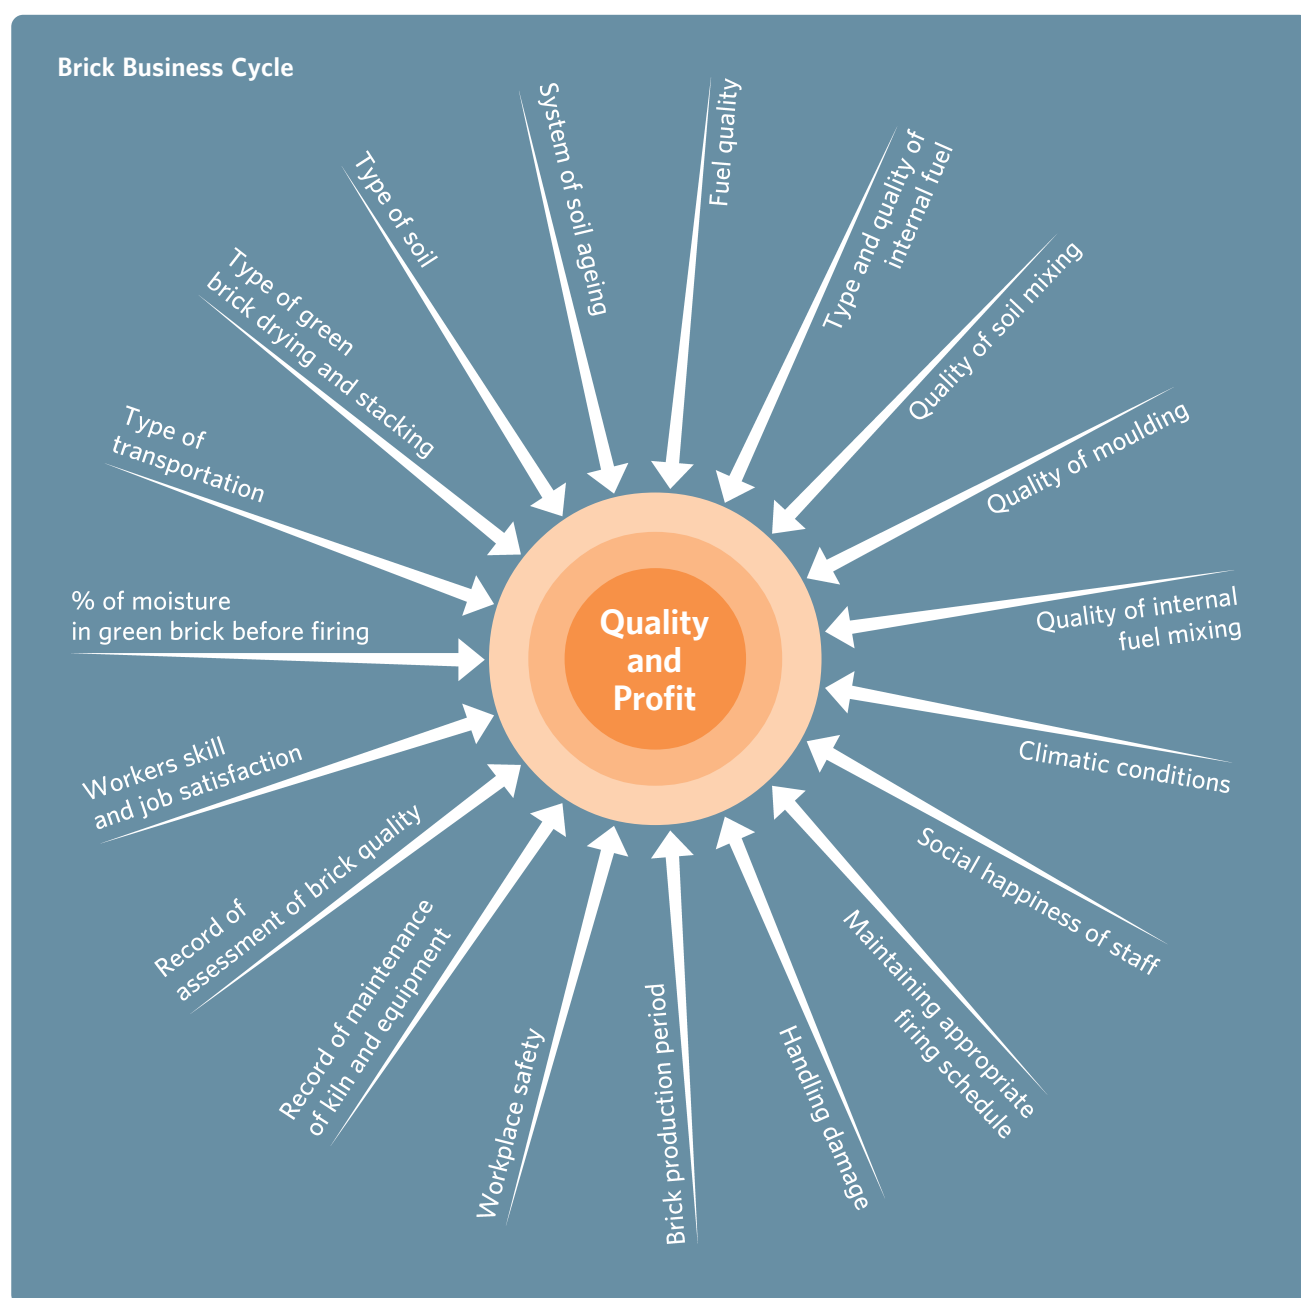 Brick Business Cycle
System of soil ageing
Fuel quality
Type and quality of
internal fuel
Quality of soil mixing
Quality of moulding
Quality of internal
fuel mixing
Climatic conditions
Social happiness of staff
Maintaining appropriate
firing schedule
Handling damage
Brick production period
Workplace safety
Record of maintenance
of kiln and equipment
Record of
assessment of brick quality
Workers skill
and job satisfaction
% of moisture
in green brick before firing
Type of
transportation
Type of green
brick drying and stacking
Type of soil
Quality
and
Profit